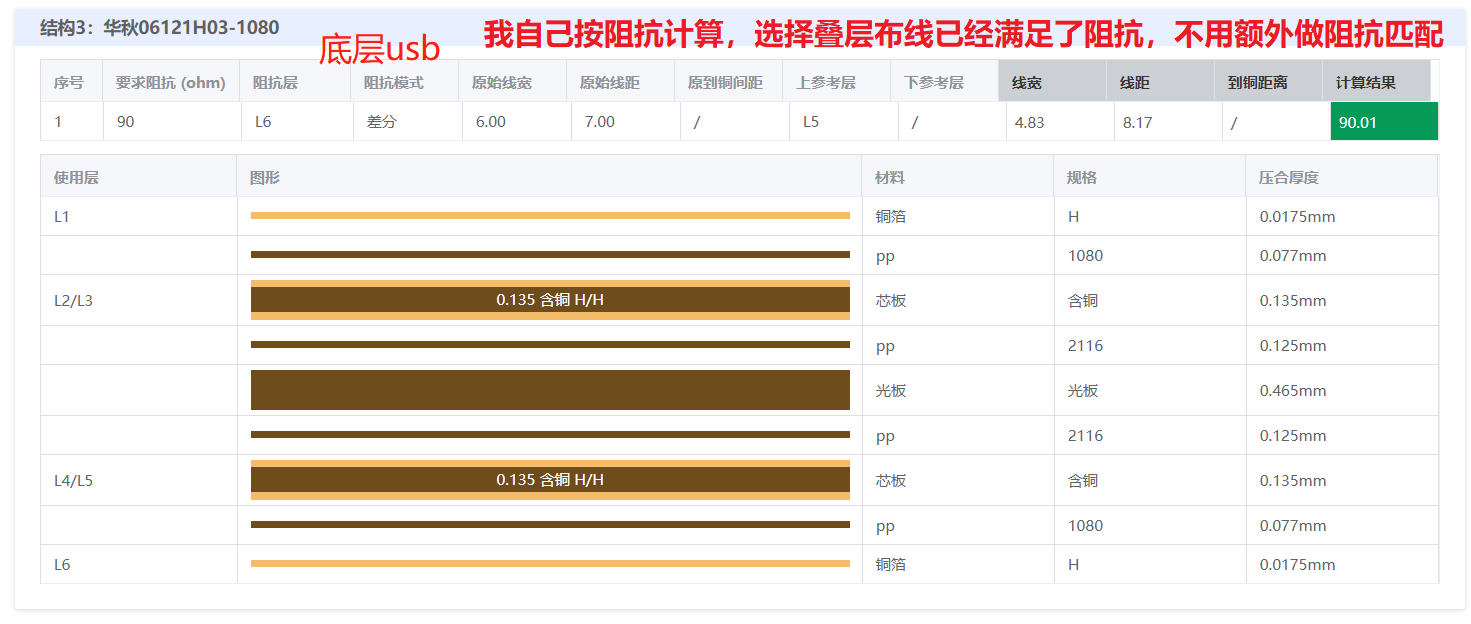 结构3：华秋06121H03-1080
底层usb
我自己按阻抗计算，选择叠层布线已经满足了阻抗，不用额外做阻抗匹配
序号 要求阻抗 (ohm) 阻抗层 阻抗模式 原始线宽 原始线距 原到铜间距 上参考层 下参考层 线宽 线距 到铜距离 计算结果
1 90 L6 差分 6.00 7.00 / L5 / 4.83 8.17 / 90.01
使用层 图形 材料 规格 压合厚度
L1 铜箔 H 0.0175mm
pp 1080 0.077mm
L2/L3 0.135 含铜 H/H 芯板 含铜 0.135mm
pp 2116 0.125mm
光板 光板 0.465mm
pp 2116 0.125mm
L4/L5 0.135 含铜 H/H 芯板 含铜 0.135mm
pp 1080 0.077mm
L6 铜箔 H 0.0175mm